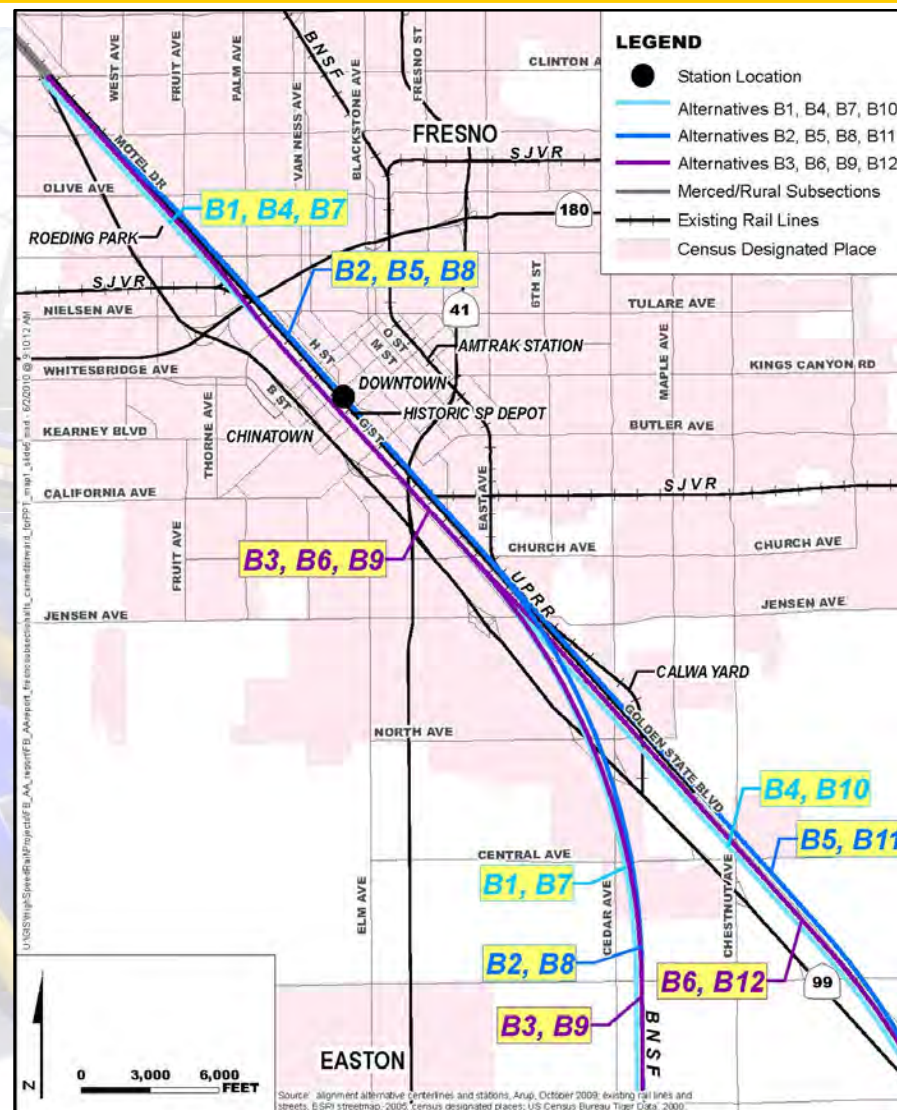 LEGEND
Station Location
Alternatives B1, B4, B7, B10
Alternatives B2, B5, B8, B11
Alternatives B3, B6, B9, B12
Merced/Rural Subsections
Existing Rail Lines
Census Designated Place
WEST AVE
FRUIT AVE
PALM AVE
VAN NESS AVE
BNSF
BLACKSTONE AVE
FRESNO ST
CLINTON A
FRESNO
SJVR
MOTEL DR
OLIVE AVE
B1, B4, B7
180
ROEDING PARK
B2, B5, B8
SJVR
NIELSEN AVE
41
6TH ST
TULARE AVE
O ST
M ST
H ST
AMTRAK STATION
MAPLE AVE
WHITESBRIDGE AVE
KINGS CANYON RD
DOWNTOWN
B ST
HISTORIC SP DEPOT
G ST
THORNE AVE
CHINATOWN
KEARNEY BLVD
BUTLER AVE
CALIFORNIA AVE
SJVR
EAST AVE
FRUIT AVE
B3, B6, B9
CHURCH AVE
CHURCH AVE
UPRR
JENSEN AVE
JENSEN AVE
CALWA YARD
GOLDEN STATE BLVD
NORTH AVE
B4, B10
B5, B11
CENTRAL AVE
B1, B7
ELM AVE
CEDAR AVE
CHESTNUT AVE
B2, B8
B6, B12
99
B3, B9
BNSF
EASTON
N
0 3,000 6,000
FEET
Source: alignment alternative centerlines and stations, Arup, October 2009; existing rail lines and
streets, ESRI streetmap, 2005; census designated places: US Census Bureau Tiger Data, 2000